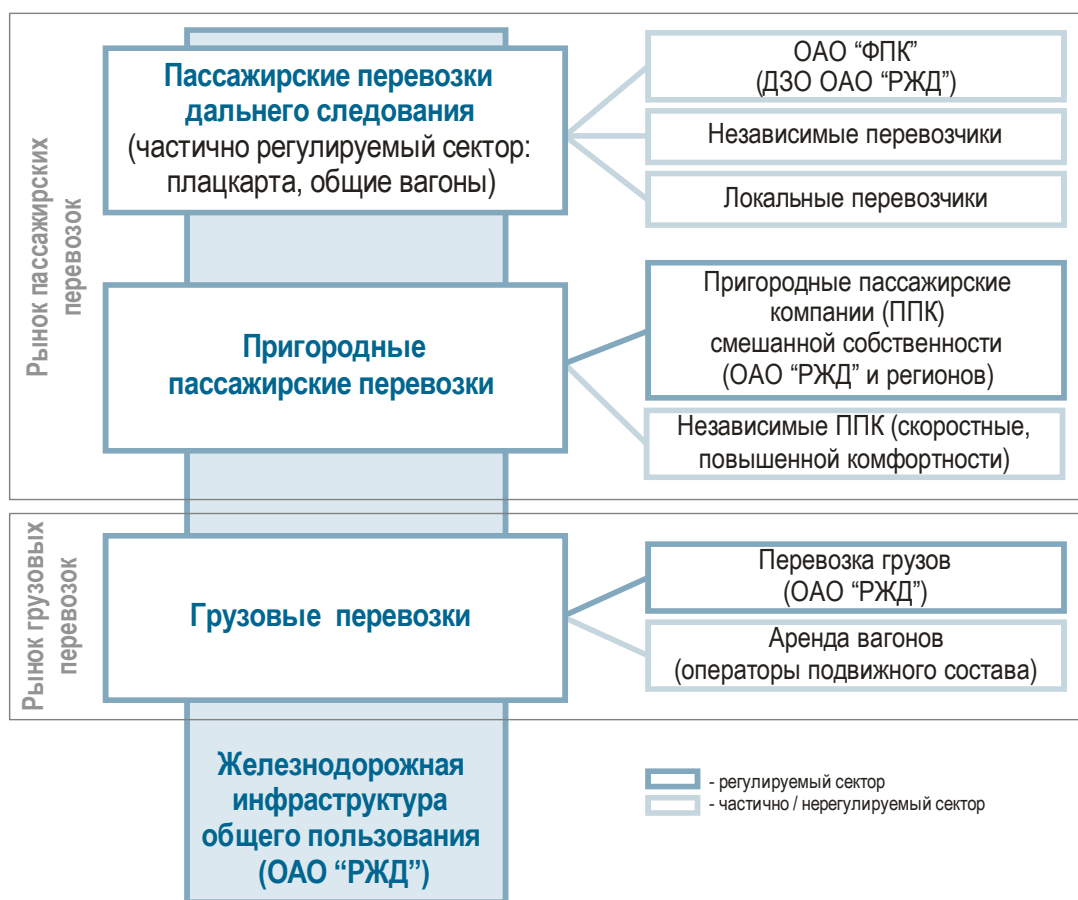 Рынок пассажирских
перевозок
Пассажирские перевозки
дальнего следования
(частично регулируемый сектор:
плацкарта, общие вагоны)
ОАО “ФПК”
(ДЗО ОАО “РЖД”)
Независимые перевозчики
Локальные перевозчики
Пригородные
пассажирские перевозки
Пригородные пассажирские
компании (ППК)
смешанной собственности
(ОАО “РЖД” и регионов)
Независимые ППК (скоростные,
повышенной комфортности)
Рынок грузовых
перевозок
Грузовые перевозки
Перевозка грузов
(ОАО “РЖД”)
Аренда вагонов
(операторы подвижного состава)
Железнодорожная
инфраструктура
общего пользования
(ОАО “РЖД”)
- регулируемый сектор
- частично / нерегулируемый сектор